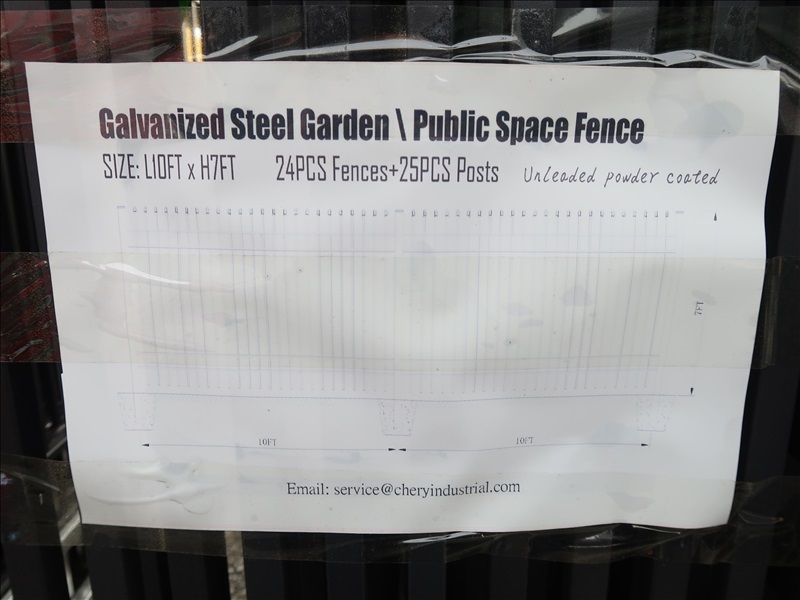 Galvanized Steel Garden \ Public Space Fence
SIZE: L10FT x H7FT 24PCS Fences+25PCS Posts Unleaded powder coated
7FT
10FT 10FT
Email: service@cheryindustrial.com